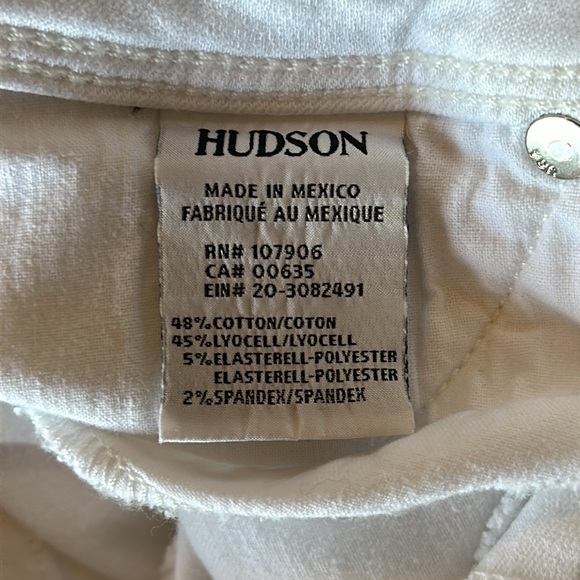 HUDSON
MADE IN MEXICO
FABRIQUÉ AU MEXIQUE
RN# 107906
CA# 00635
EIN# 20-3082491
48%COTTON/COTON
45%LYOCELL/LYOCELL
5%ELASTERELL-POLYESTER
ELASTERELL-POLYESTER
2%SPANDEX/SPANDEX